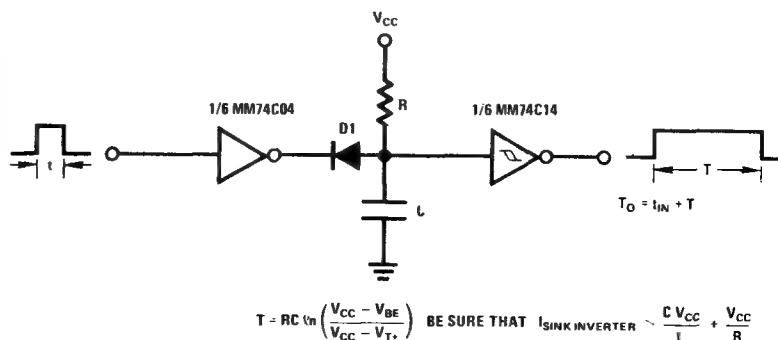 VCC
R
1/6 MM74C04
D1
1/6 MM74C14
t
T
TO = tIN + T
T = RC ℓn (VCC − VBE / VCC − VT+) BE SURE THAT ISINK INVERTER C VCC / t + VCC / R